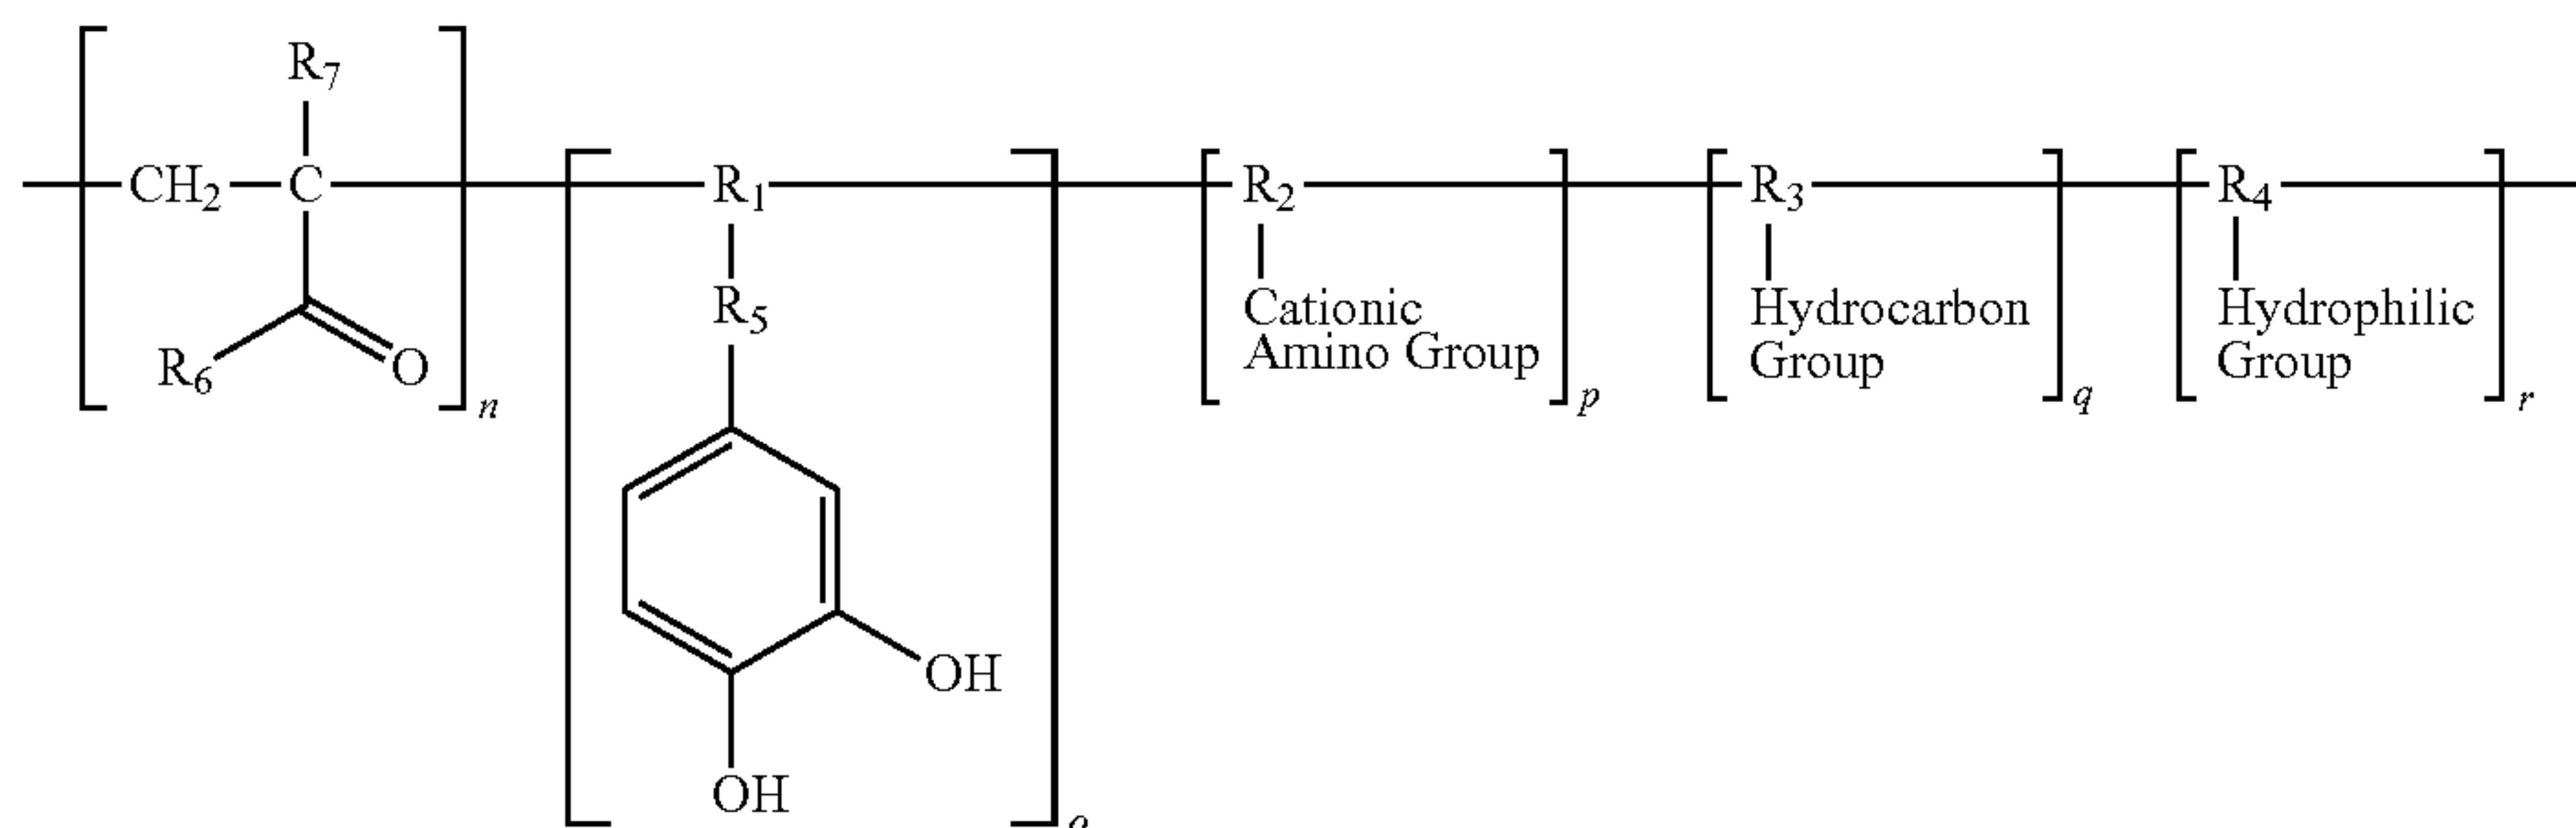 R₇
CH₂ C R₁ R₂ R₃ R₄
R₅ Cationic Hydrocarbon Hydrophilic
Amino Group Group Group
R₆ O
n p q r
OH
OH
o